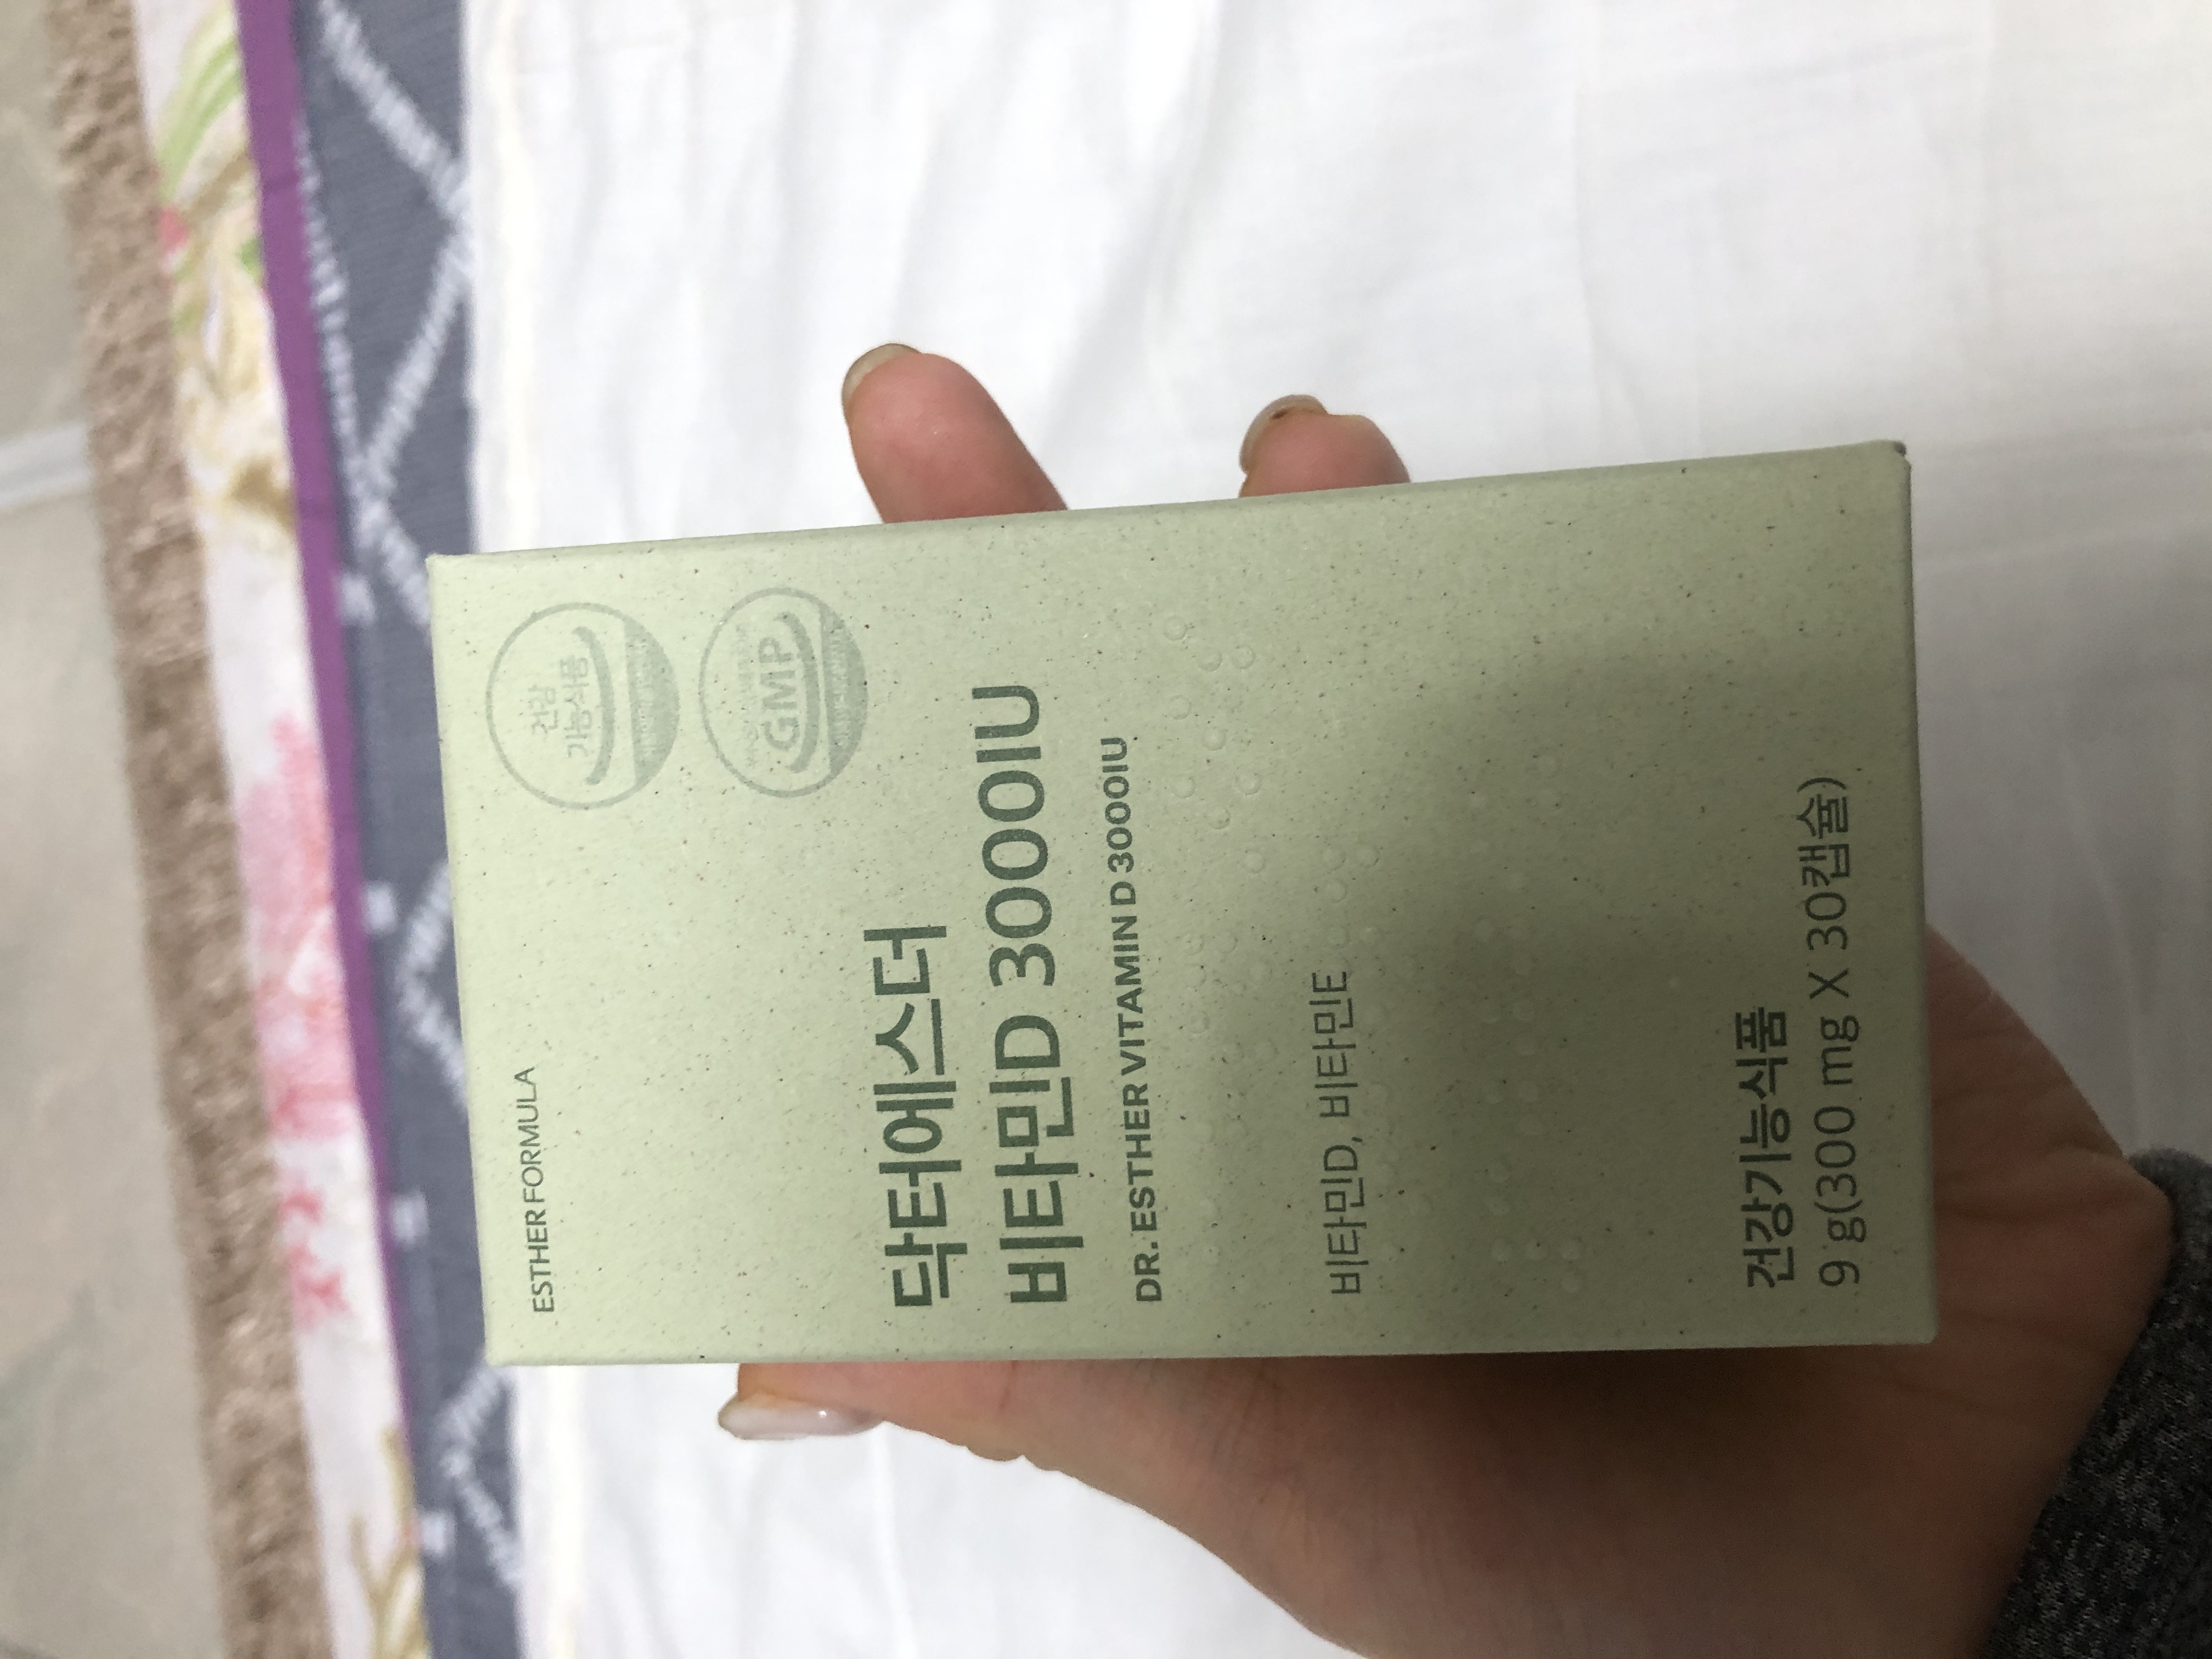 ESTHER FORMULA
건강
기능식품
GMP
닥터에스더
비타민D 3000IU
DR. ESTHER VITAMIN D 3000IU
비타민D, 비타민E
건강기능식품
9 g(300 mg X 30캡슐)